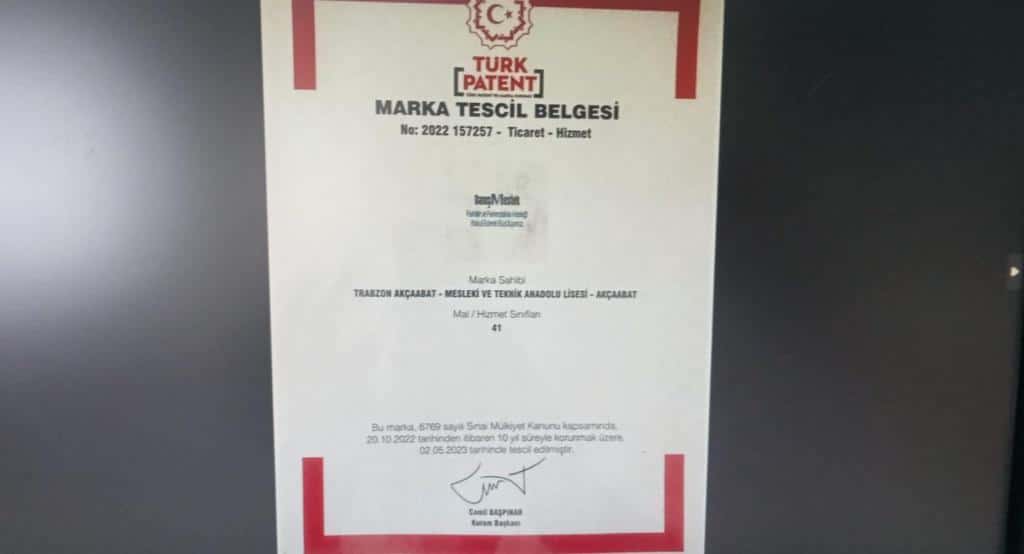 TÜRK
PATENT
MARKA TESCİL BELGESİ
No: 2022 157257 - Ticaret - Hizmet
Marka Sahibi
TRABZON AKÇAABAT - MESLEKİ VE TEKNİK ANADOLU LİSESİ - AKÇAABAT
Mal / Hizmet Sınıfları
41
Bu marka, 6769 sayılı Sınai Mülkiyet Kanunu kapsamında,
20.10.2022 tarihinden itibaren 10 yıl süreyle korunmak üzere,
02.05.2023 tarihinde tescil edilmiştir.
Cemil BAŞPINAR
Kurum Başkanı